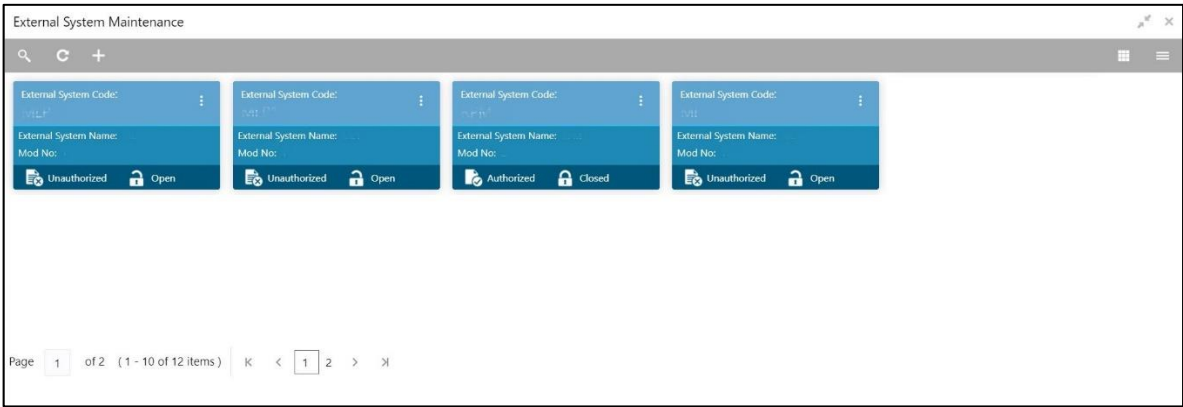 External System Maintenance
External System Code: External System Code: External System Code: External System Code:
External System Name: External System Name: External System Name: External System Name:
Mod No: Mod No: Mod No: Mod No:
Unauthorized Open Unauthorized Open Authorized Closed Unauthorized Open
Page 1 of 2 ( 1 - 10 of 12 items ) 1 2